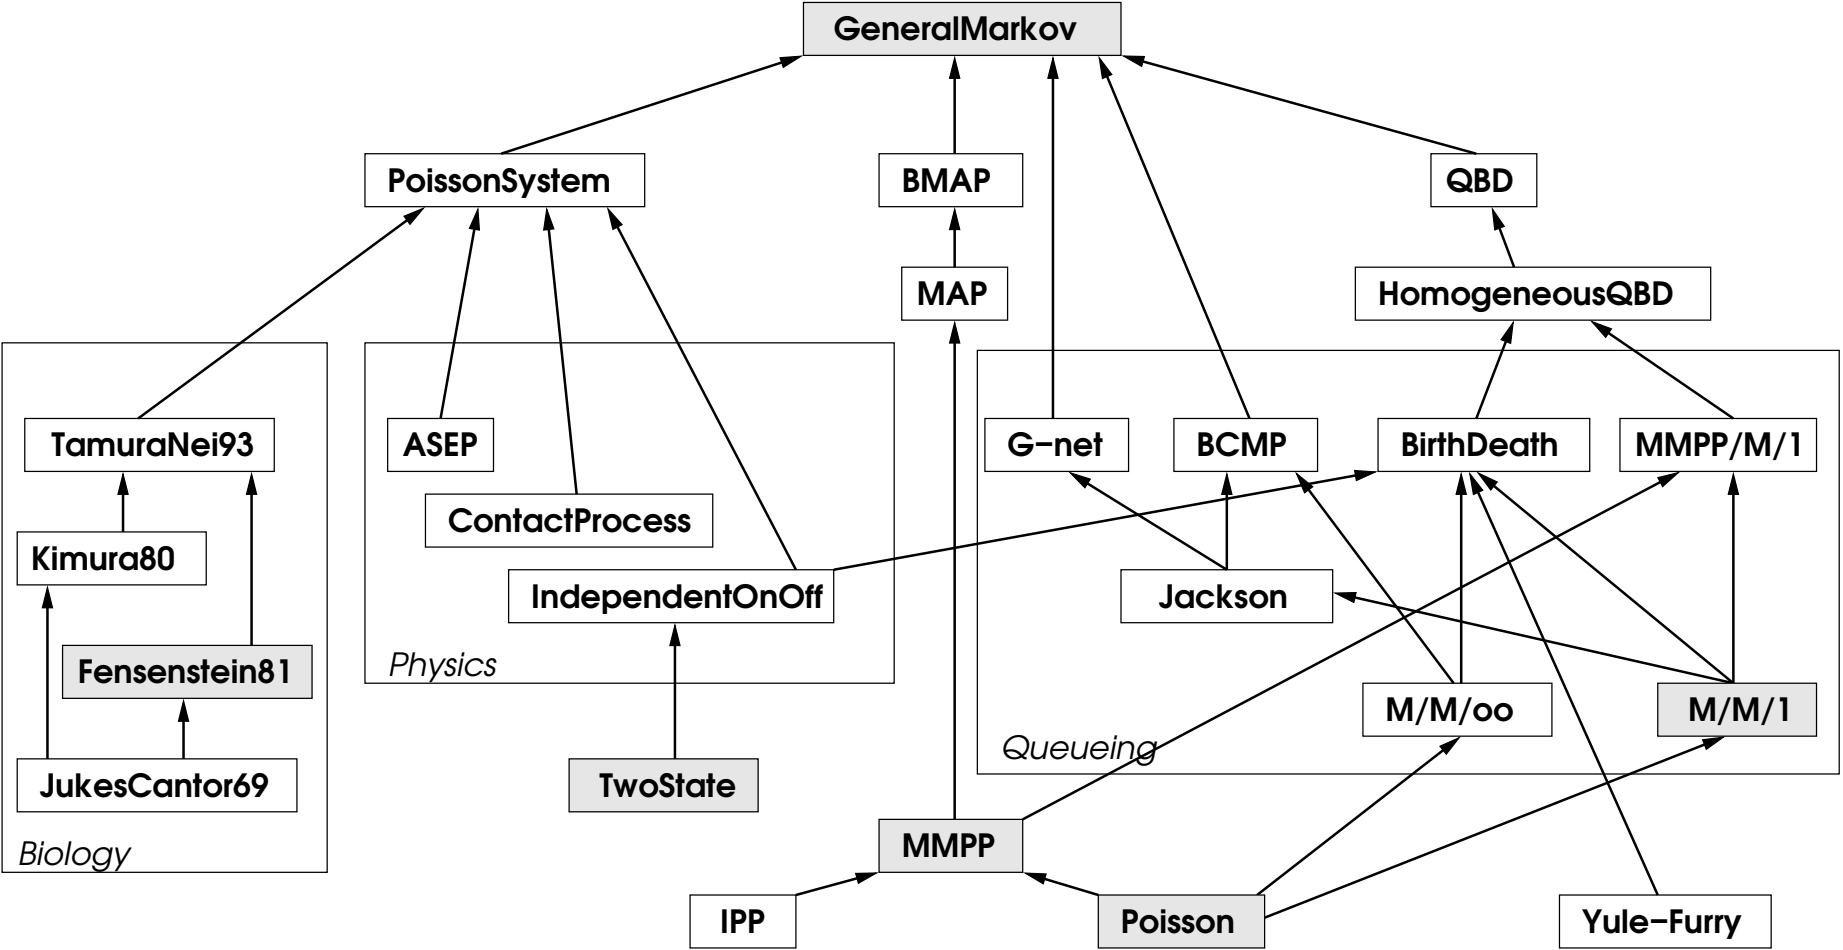 GeneralMarkov
PoissonSystem
BMAP
QBD
MAP
HomogeneousQBD
TamuraNei93
ASEP
G−net
BCMP
BirthDeath
MMPP/M/1
ContactProcess
Kimura80
IndependentOnOff
Jackson
Physics
Fensenstein81
M/M/oo
M/M/1
Queueing
JukesCantor69
TwoState
Biology
MMPP
IPP
Poisson
Yule−Furry